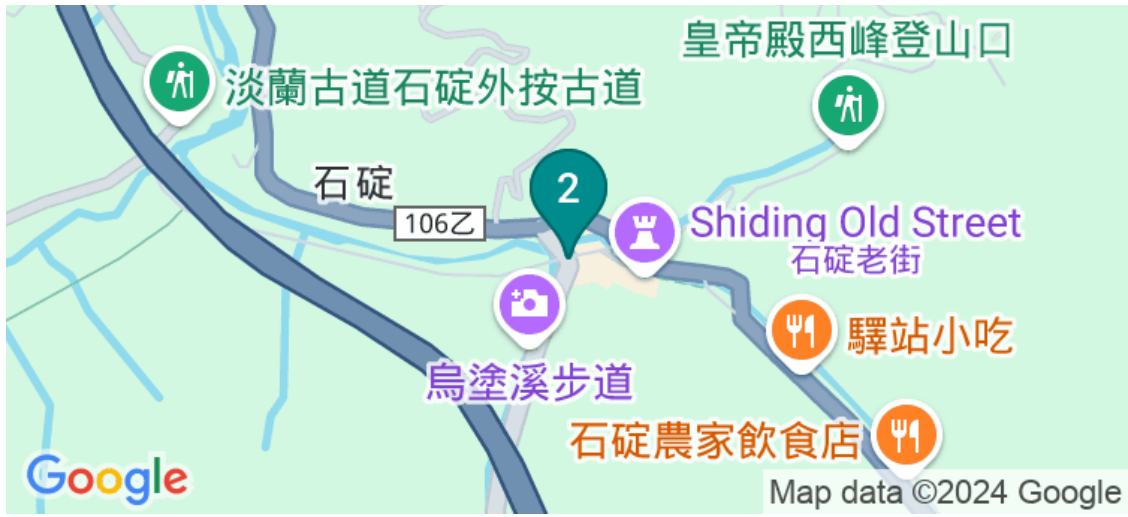 皇帝殿西峰登山口
淡蘭古道石碇外按古道
石碇
2
106乙
Shiding Old Street
石碇老街
驛站小吃
烏塗溪步道
石碇農家飲食店
Google
Map data ©2024 Google